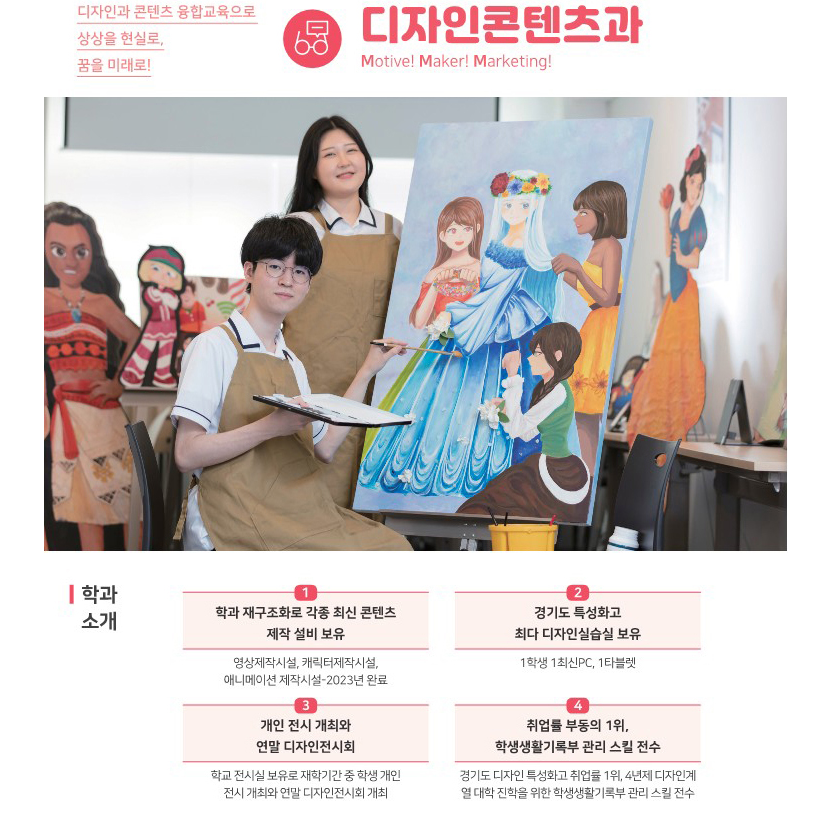 디자인과 콘텐츠 융합교육으로
상상을 현실로,
꿈을 미래로!
디자인콘텐츠과
Motive! Maker! Marketing!
학과
소개
1
학과 재구조화로 각종 최신 콘텐츠
제작 설비 보유
영상제작시설, 캐릭터제작시설,
애니메이션 제작시설-2023년 완료
2
경기도 특성화고
최다 디자인실습실 보유
1학생 1최신PC, 1타블렛
3
개인 전시 개최와
연말 디자인전시회
학교 전시실 보유로 재학기간 중 학생 개인
전시 개최와 연말 디자인전시회 개최
4
취업률 부동의 1위,
학생생활기록부 관리 스킬 전수
경기도 디자인 특성화고 취업률 1위, 4년제 디자인계
열 대학 진학을 위한 학생생활기록부 관리 스킬 전수